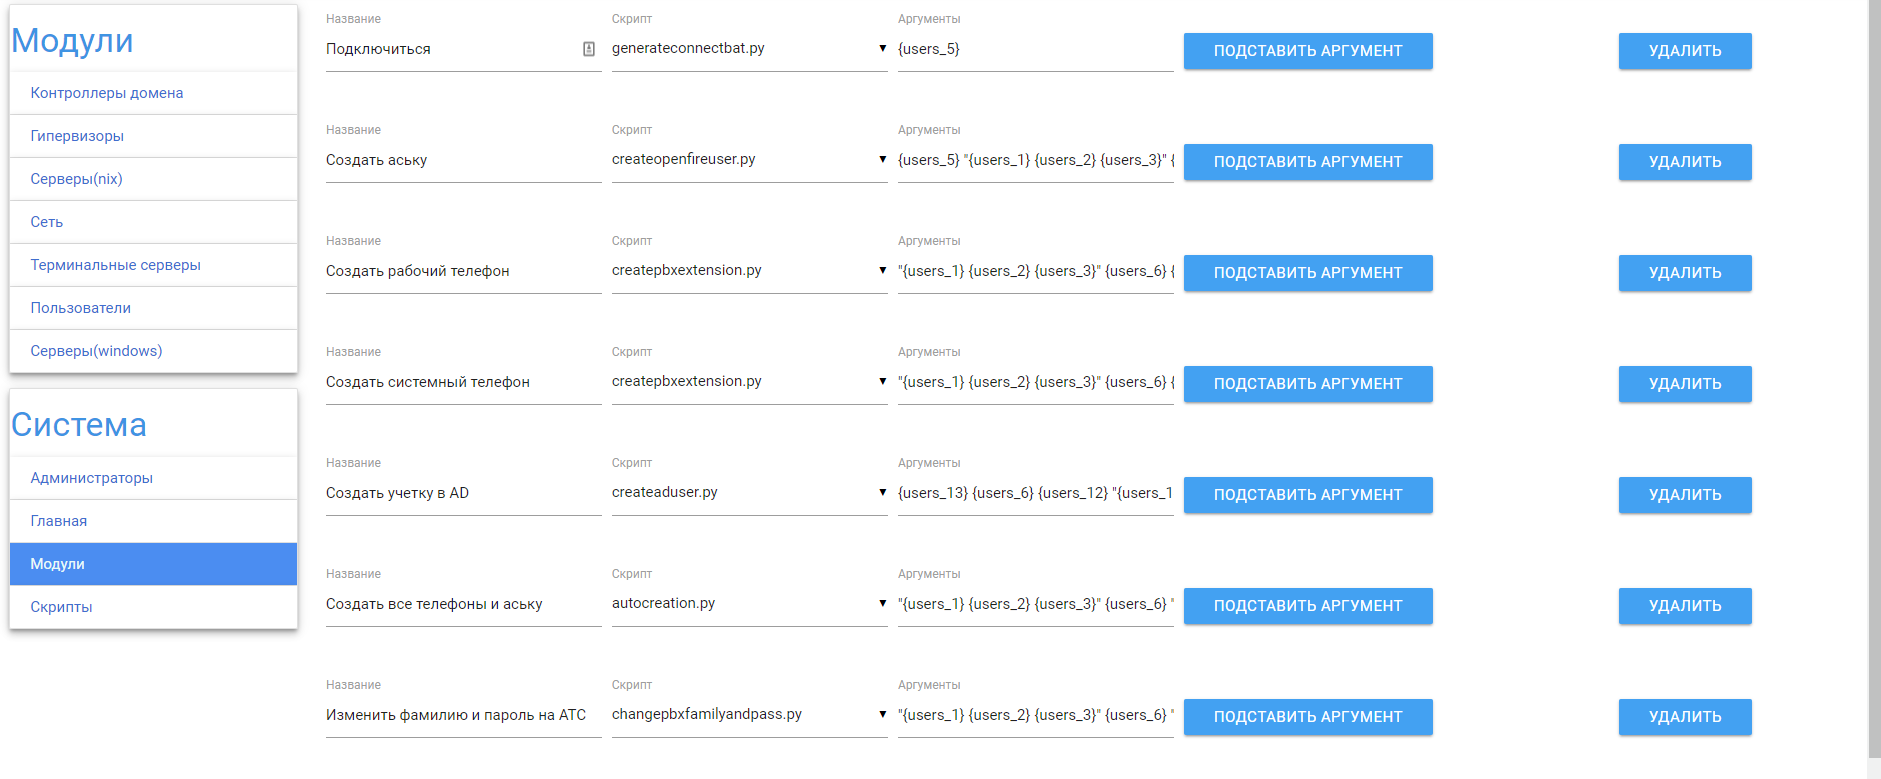 Модули
Контроллеры домена
Гипервизоры
Серверы(nix)
Сеть
Терминальные серверы
Пользователи
Серверы(windows)
Система
Администраторы
Главная
Модули
Скрипты
Название Скрипт Аргументы
Подключиться generateconnectbat.py {users_5} ПОДСТАВИТЬ АРГУМЕНТ УДАЛИТЬ
Название Скрипт Аргументы
Создать аську createopenfireuser.py {users_5} "{users_1} {users_2} {users_3}" { ПОДСТАВИТЬ АРГУМЕНТ УДАЛИТЬ
Название Скрипт Аргументы
Создать рабочий телефон createpbxextension.py "{users_1} {users_2} {users_3}" {users_6} { ПОДСТАВИТЬ АРГУМЕНТ УДАЛИТЬ
Название Скрипт Аргументы
Создать системный телефон createpbxextension.py "{users_1} {users_2} {users_3}" {users_6} { ПОДСТАВИТЬ АРГУМЕНТ УДАЛИТЬ
Название Скрипт Аргументы
Создать учетку в AD createaduser.py {users_13} {users_6} {users_12} "{users_1 ПОДСТАВИТЬ АРГУМЕНТ УДАЛИТЬ
Название Скрипт Аргументы
Создать все телефоны и аську autocreation.py "{users_1} {users_2} {users_3}" {users_6} " ПОДСТАВИТЬ АРГУМЕНТ УДАЛИТЬ
Название Скрипт Аргументы
Изменить фамилию и пароль на АТС changepbxfamilyandpass.py "{users_1} {users_2} {users_3}" {users_6} " ПОДСТАВИТЬ АРГУМЕНТ УДАЛИТЬ